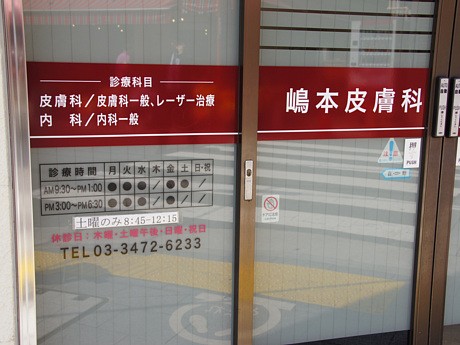 診療科目
皮膚科/皮膚科一般、レーザー治療
内 科/内科一般
嶋本皮膚科
診療時間 月 火 水 木 金 土 日・祝
AM9:30〜PM1:00 ● ● ● / ● ● /
PM3:00〜PM6:30 ● ● ● / ● / /
土曜のみ 8:45-12:15
休診日:木曜・土曜午後・日曜・祝日
TEL03-3472-6233
押
PUSH